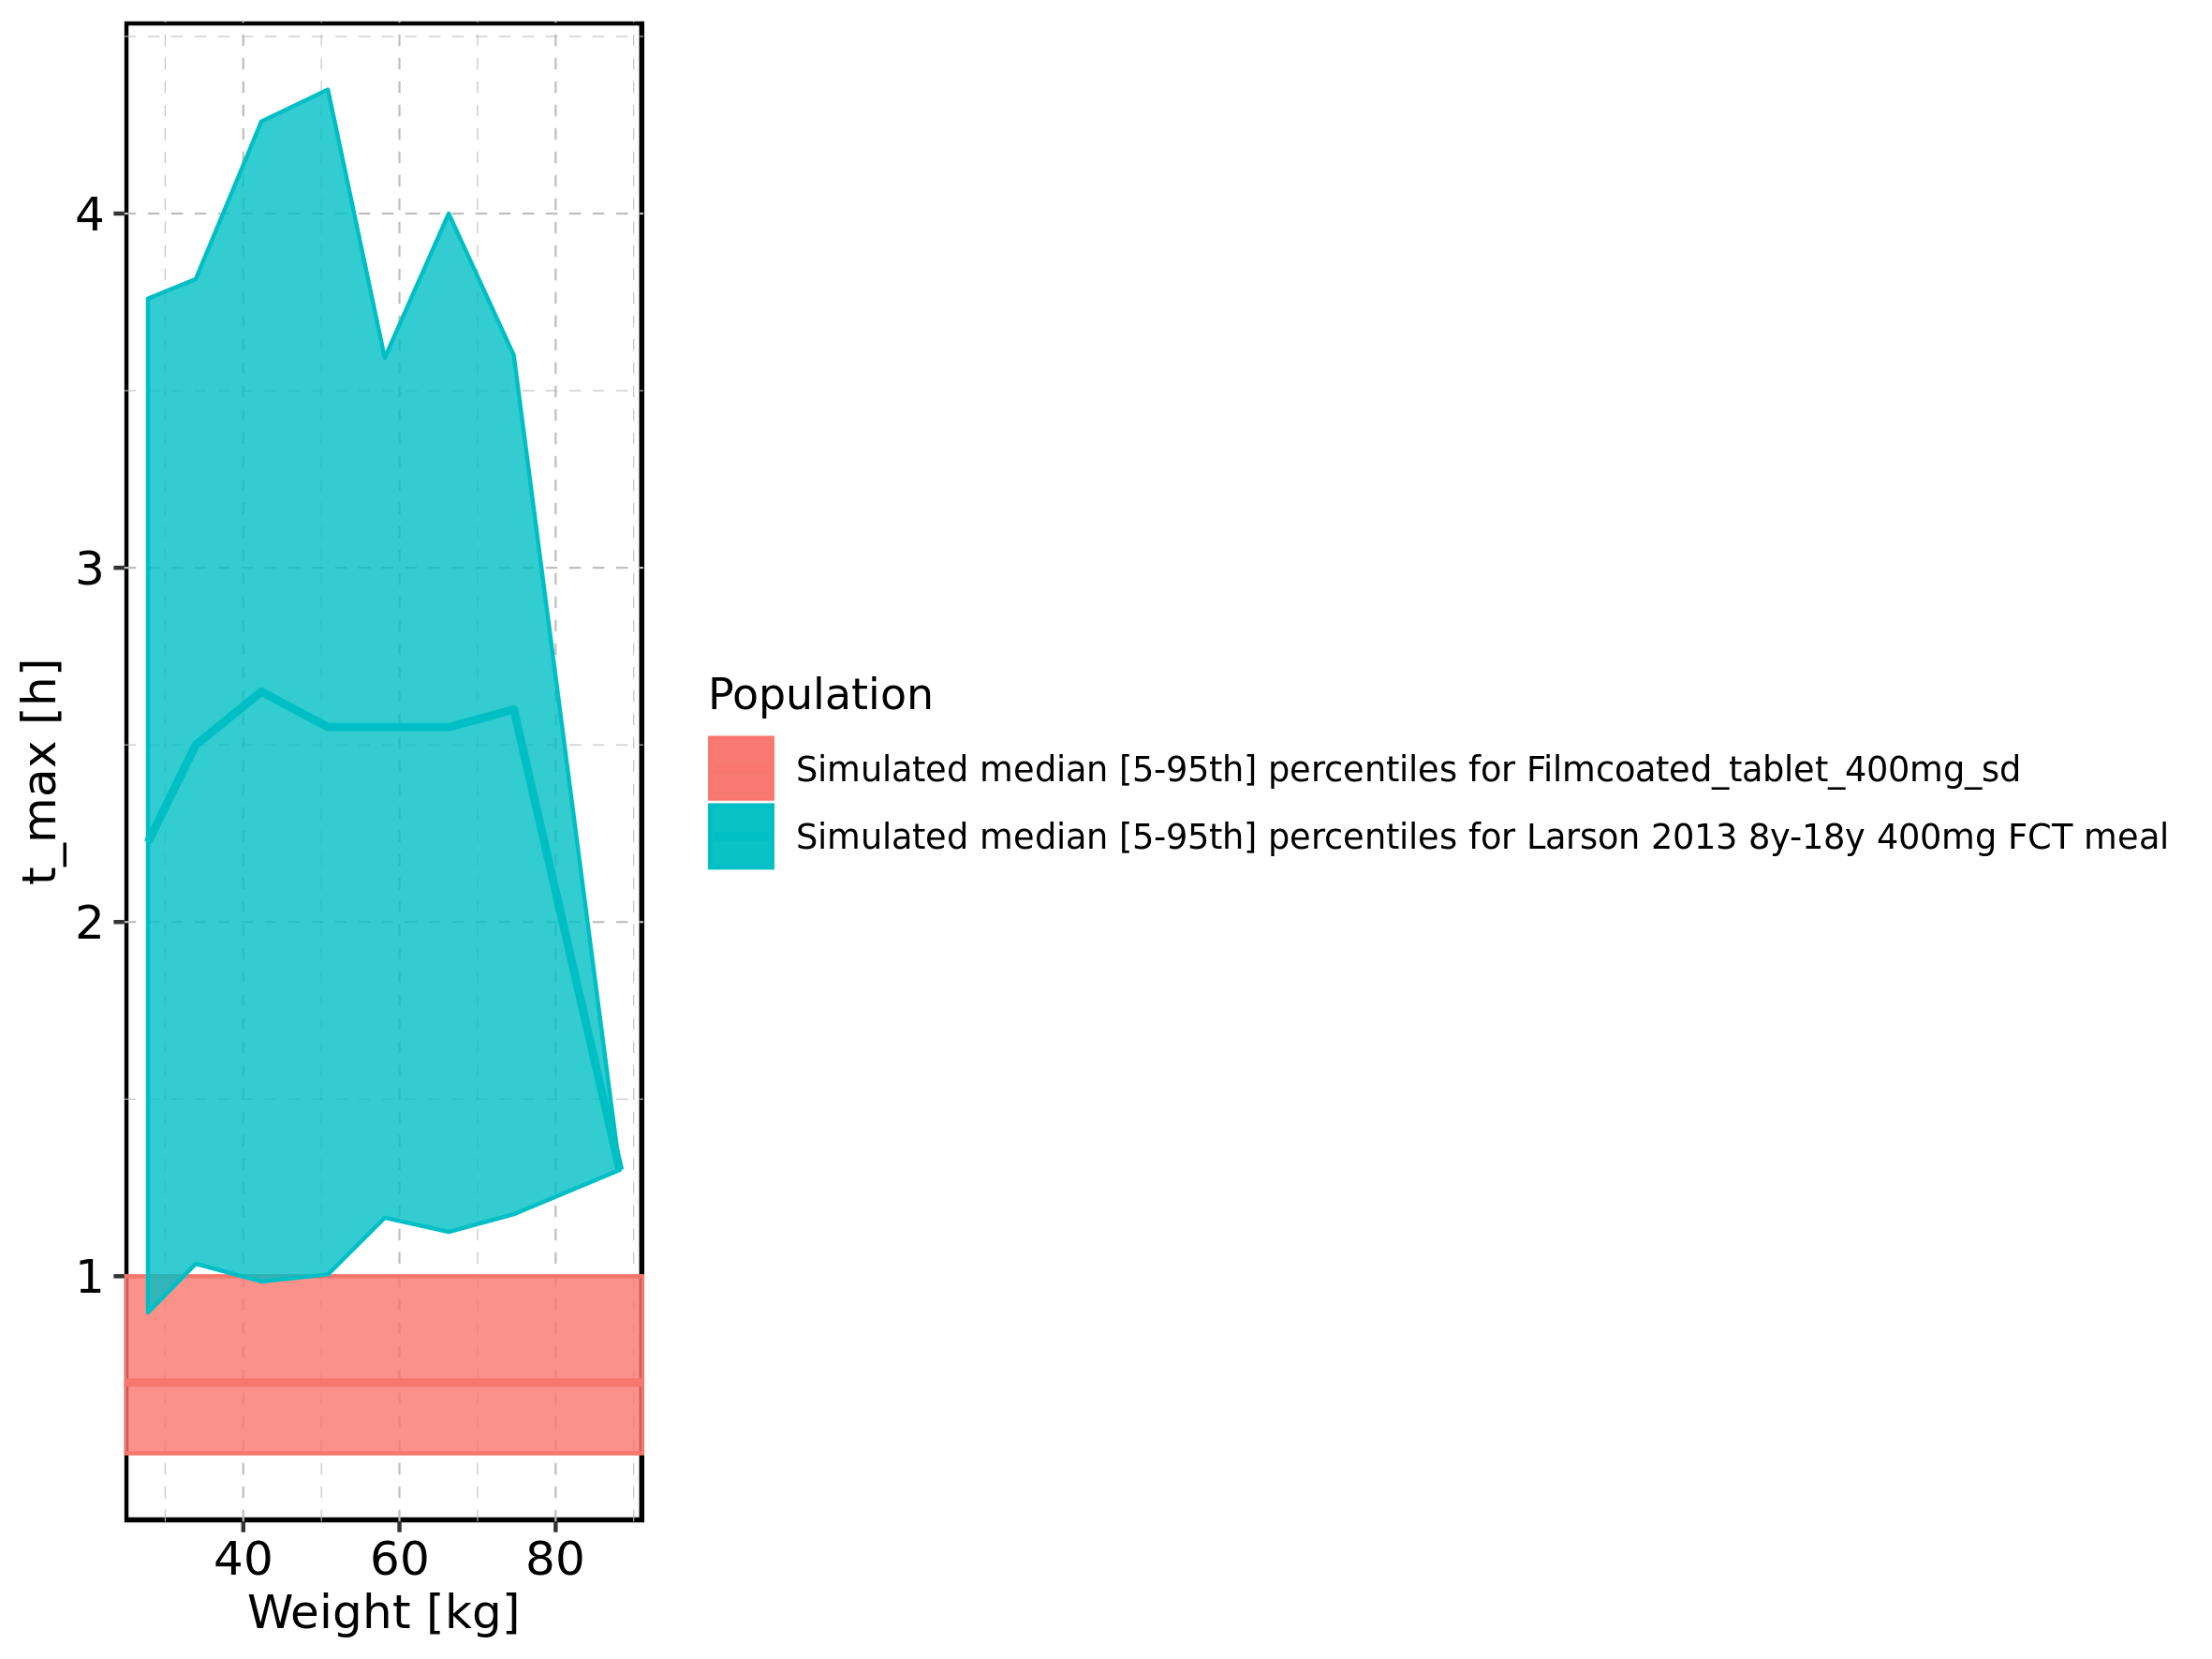 4
3
2
1
t_max [h]
40 60 80
Weight [kg]
Population
Simulated median [5-95th] percentiles for Filmcoated_tablet_400mg_sd
Simulated median [5-95th] percentiles for Larson 2013 8y-18y 400mg FCT meal